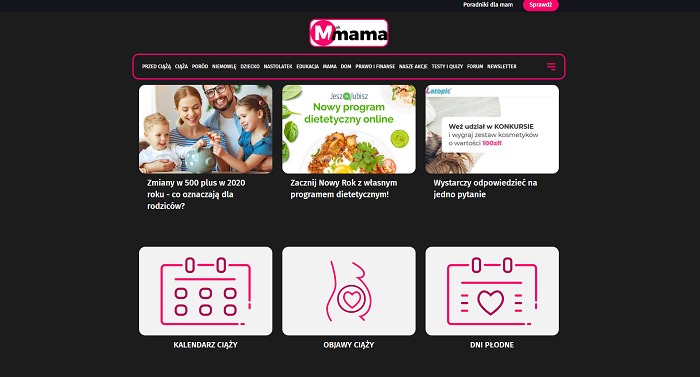 Poradniki dla mam
Sprawdź
M jak
mama
PRZED CIĄŻĄ CIĄŻA PORÓD NIEMOWLĘ DZIECKO NASTOLATEK EDUKACJA MAMA DOM PRAWO I FINANSE NASZE AKCJE TESTY I QUIZY FORUM NEWSLETTER
JeszCoLubisz
Nowy program
dietetyczny online
Latopic
Weź udział w KONKURSIE
i wygraj zestaw kosmetyków
o wartości 100zł!
Zmiany w 500 plus w 2020
roku - co oznaczają dla
rodziców?
Zacznij Nowy Rok z własnym
programem dietetycznym!
Wystarczy odpowiedzieć na
jedno pytanie
KALENDARZ CIĄŻY
OBJAWY CIĄŻY
DNI PŁODNE